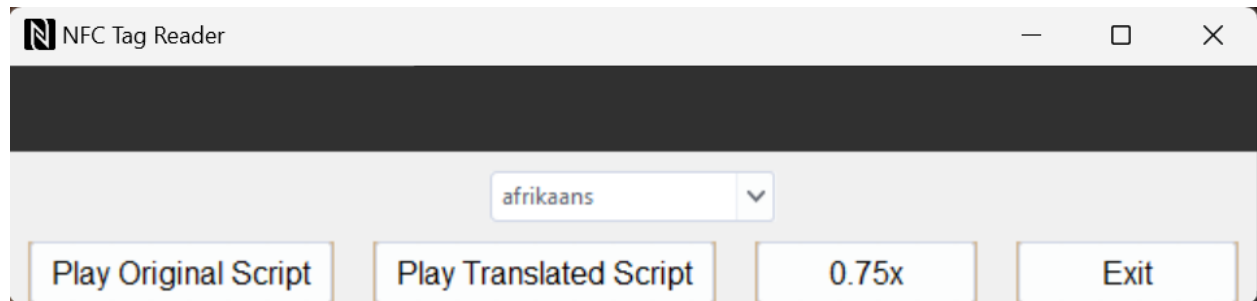 NFC Tag Reader
afrikaans
Play Original Script Play Translated Script 0.75x Exit